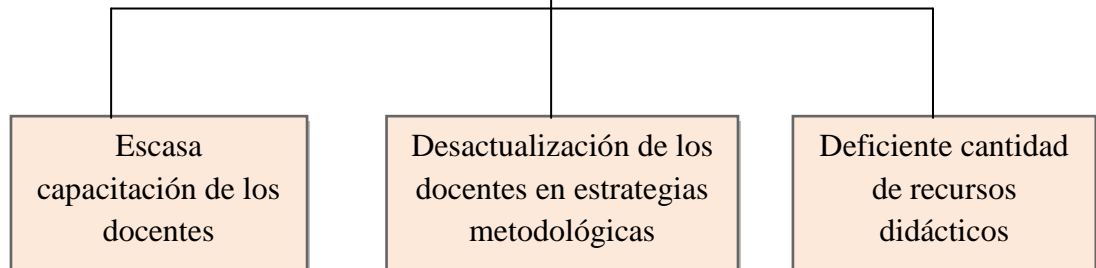 Escasa
capacitación de los
docentes
Desactualización de los
docentes en estrategias
metodológicas
Deficiente cantidad
de recursos
didácticos